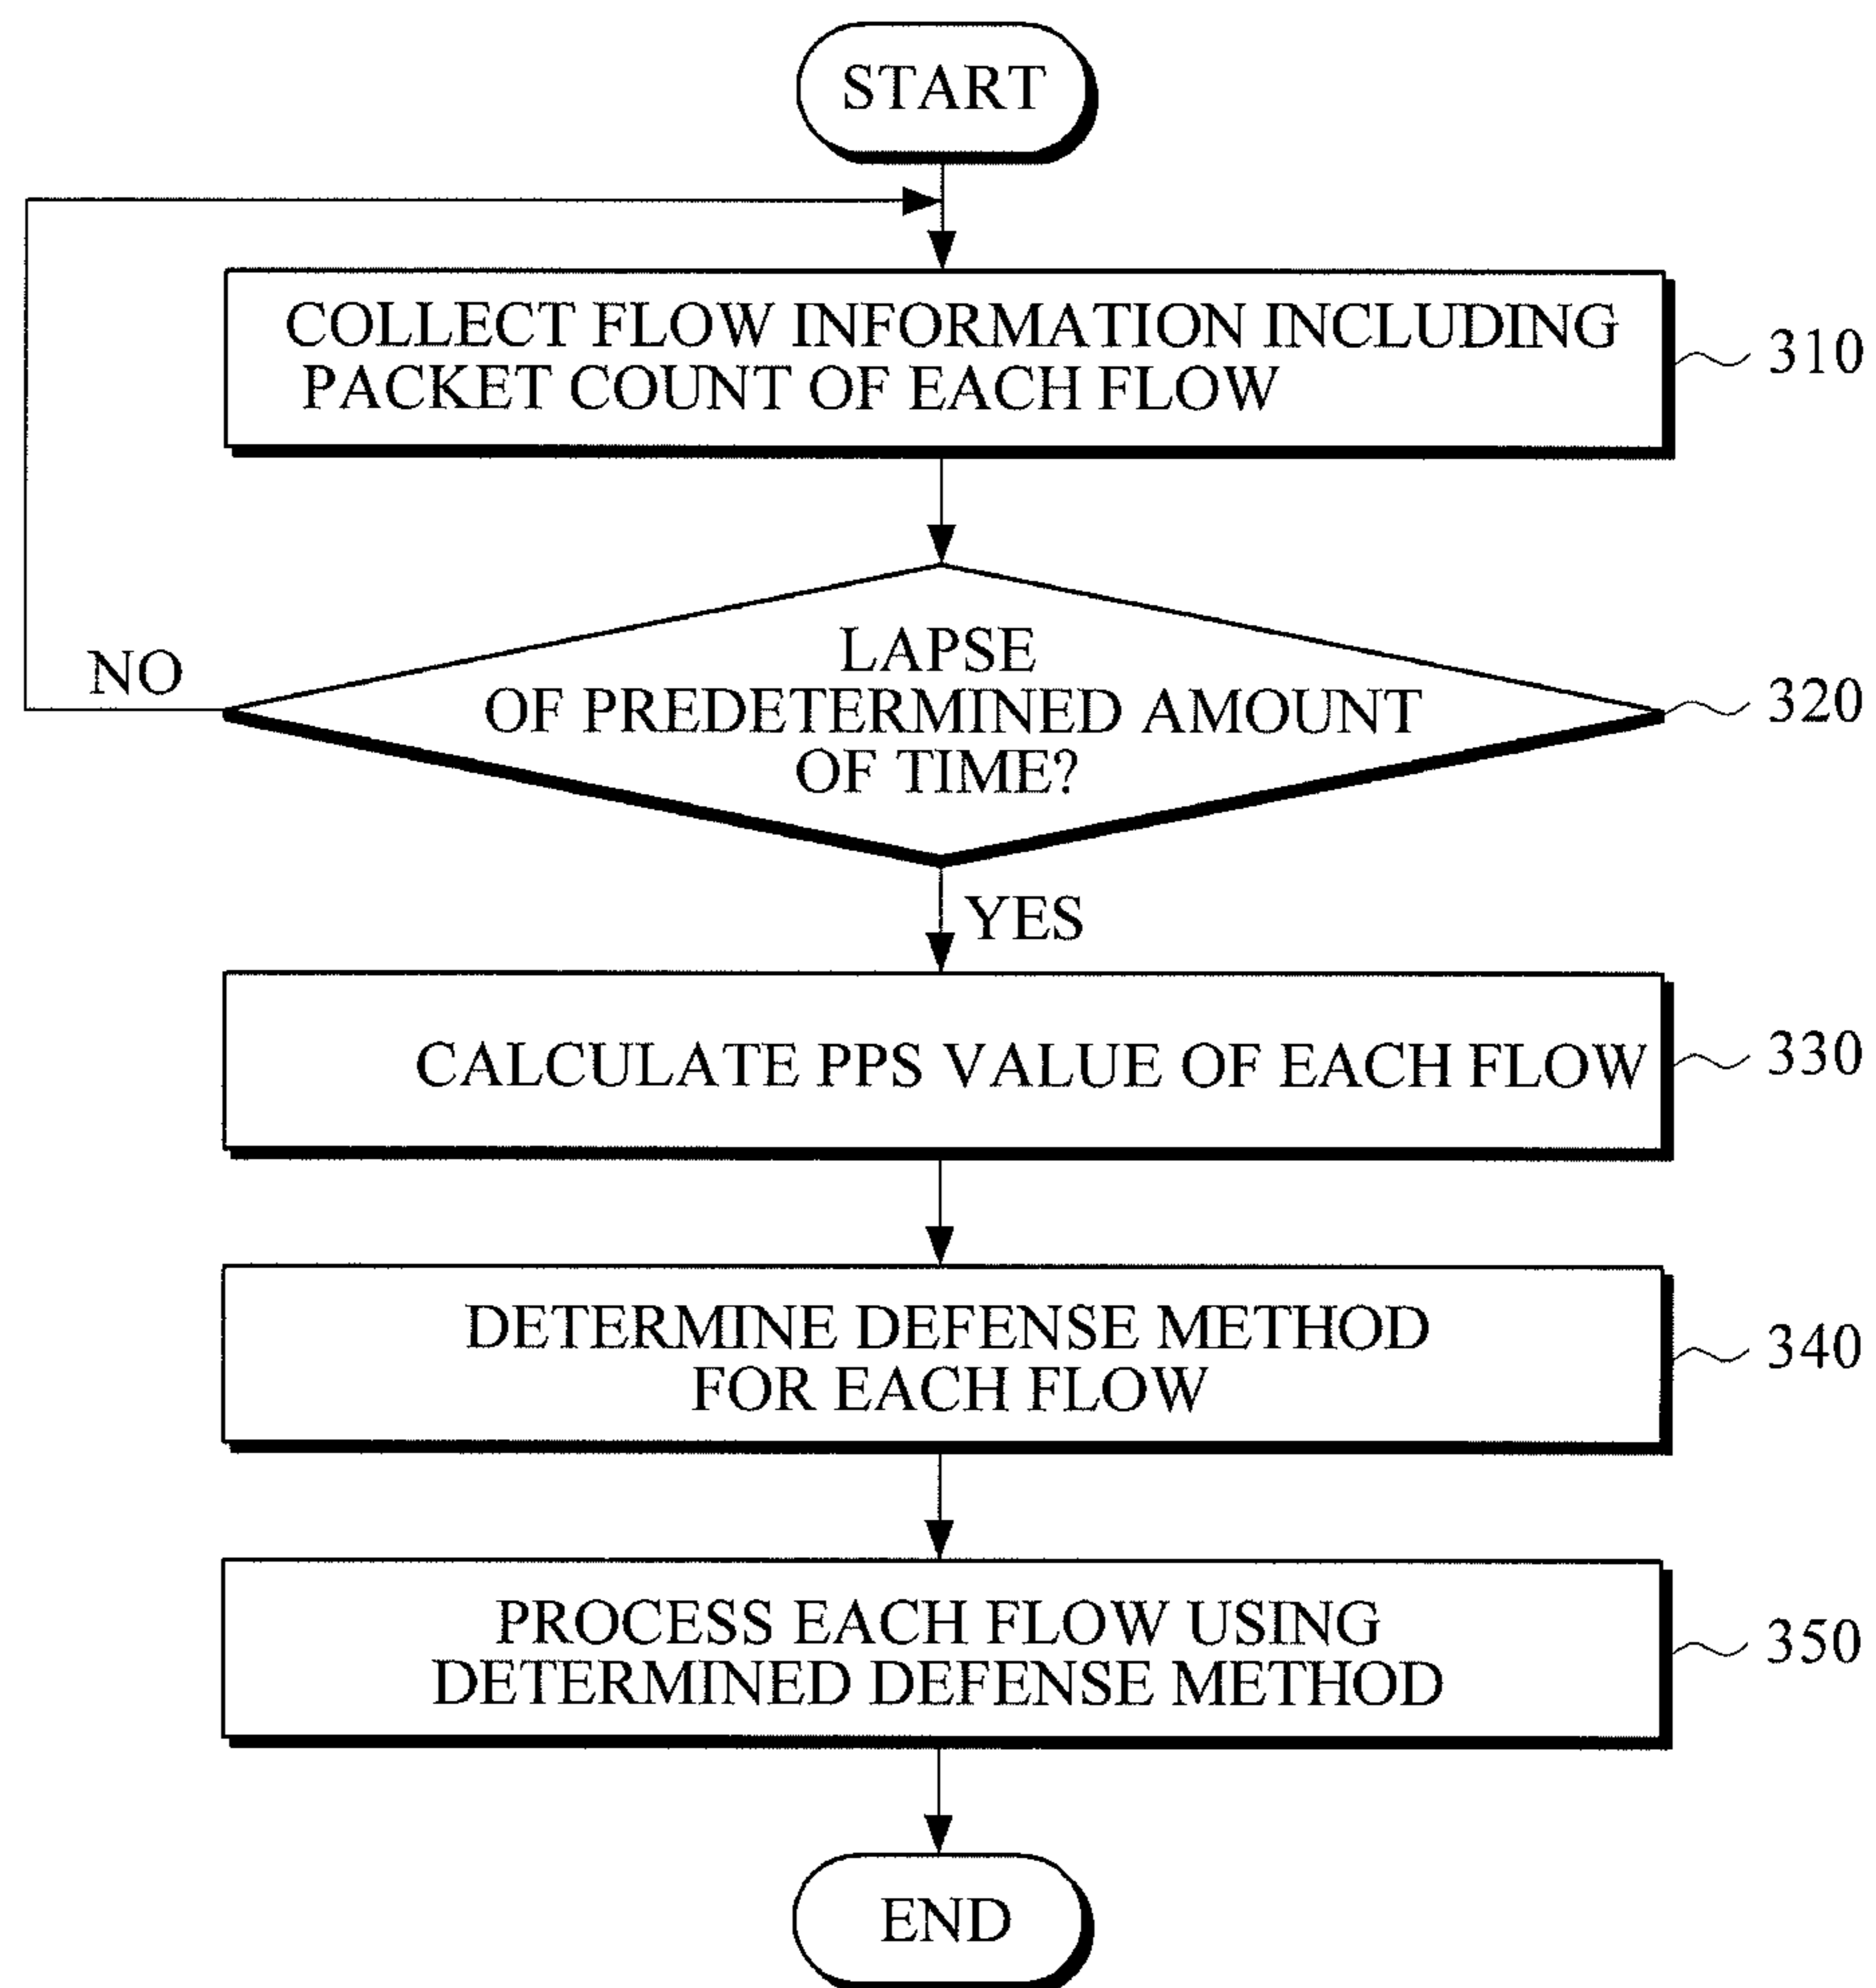 START
COLLECT FLOW INFORMATION INCLUDING
PACKET COUNT OF EACH FLOW
310
LAPSE
OF PREDETERMINED AMOUNT
OF TIME?
320
NO
YES
CALCULATE PPS VALUE OF EACH FLOW
330
DETERMINE DEFENSE METHOD
FOR EACH FLOW
340
PROCESS EACH FLOW USING
DETERMINED DEFENSE METHOD
350
END